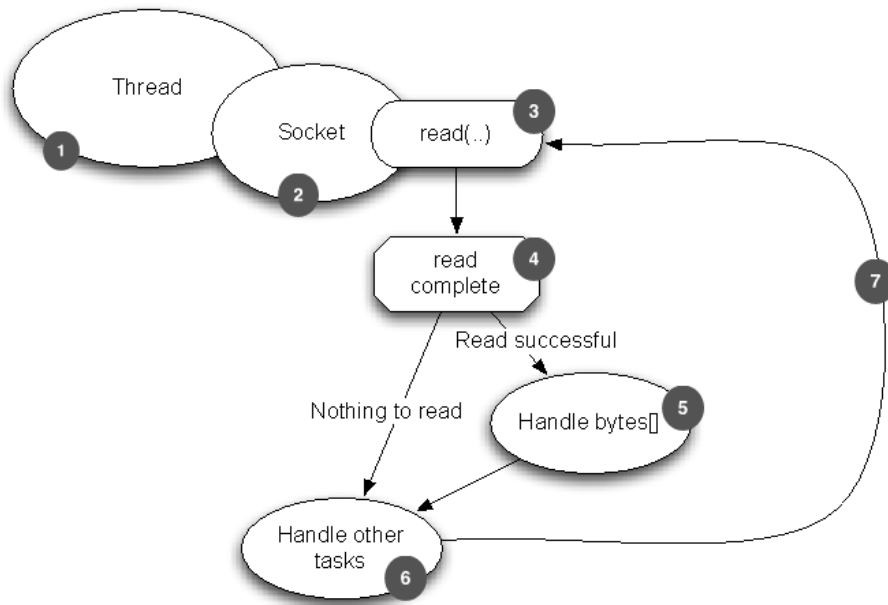 Thread
1
Socket
2
read(..)
3
read
complete
4
Read successful
Nothing to read
Handle bytes[]
5
Handle other
tasks
6
7